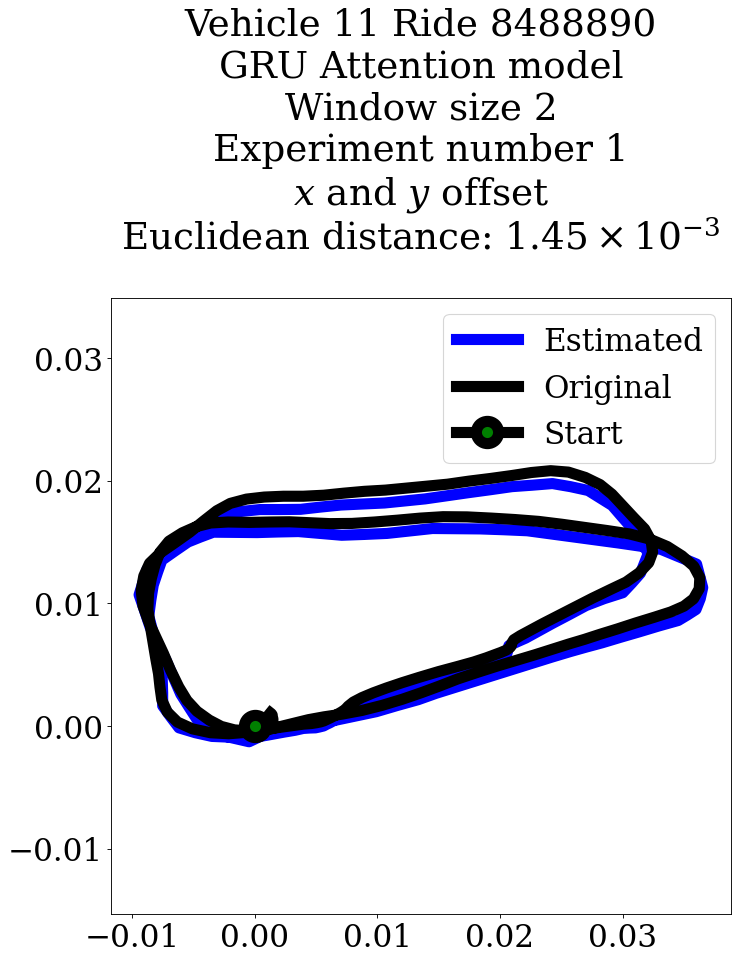 Vehicle 11 Ride 8488890
GRU Attention model
Window size 2
Experiment number 1
x and y offset
Euclidean distance: 1.45 × 10⁻³
Estimated
Original
Start
0.03
0.02
0.01
0.00
−0.01
−0.01 0.00 0.01 0.02 0.03